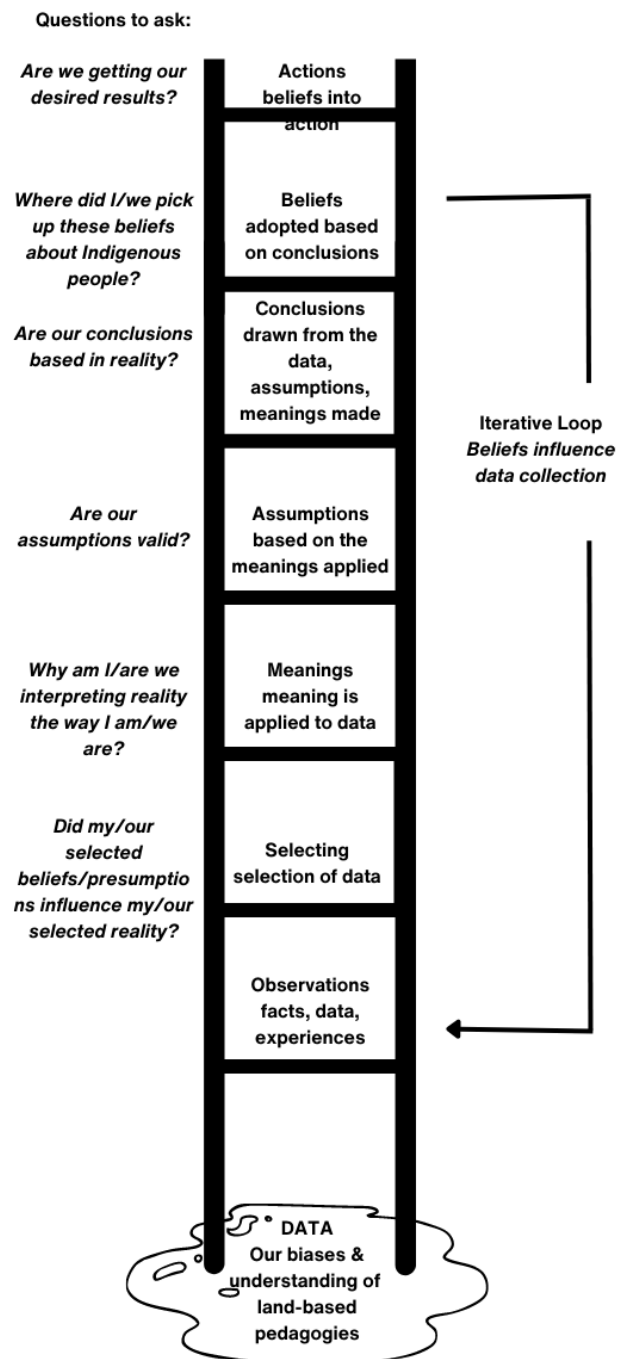 Questions to ask:
Are we getting our
desired results?
Actions
beliefs into
action
Where did I/we pick
up these beliefs
about Indigenous
people?
Beliefs
adopted based
on conclusions
Are our conclusions
based in reality?
Conclusions
drawn from the
data,
assumptions,
meanings made
Iterative Loop
Beliefs influence
data collection
Are our
assumptions valid?
Assumptions
based on the
meanings applied
Why am I/are we
interpreting reality
the way I am/we
are?
Meanings
meaning is
applied to data
Did my/our
selected
beliefs/presumptio
ns influence my/our
selected reality?
Selecting
selection of data
Observations
facts, data,
experiences
DATA
Our biases &
understanding of
land-based
pedagogies